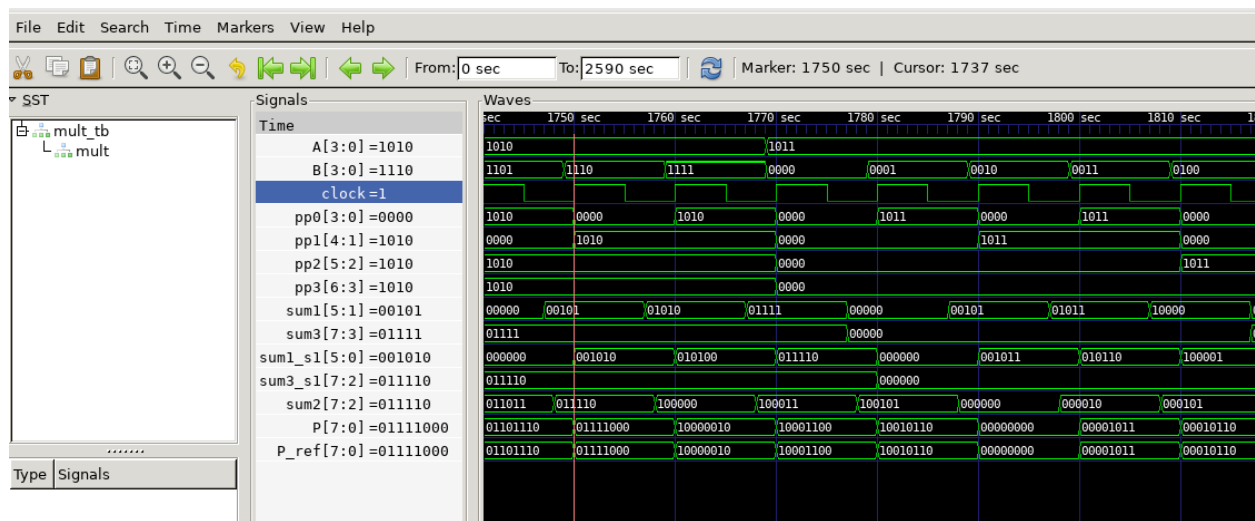 File Edit Search Time Markers View Help
From: 0 sec To: 2590 sec Marker: 1750 sec | Cursor: 1737 sec
SST
mult_tb
mult
Type Signals
Signals
Time
A[3:0] =1010
B[3:0] =1110
clock =1
pp0[3:0] =0000
pp1[4:1] =1010
pp2[5:2] =1010
pp3[6:3] =1010
sum1[5:1] =00101
sum3[7:3] =01111
sum1_s1[5:0] =001010
sum3_s1[7:2] =011110
sum2[7:2] =011110
P[7:0] =01111000
P_ref[7:0] =01111000
Waves
sec 1750 sec 1760 sec 1770 sec 1780 sec 1790 sec 1800 sec 1810 sec
1010 1011
1101 1110 1111 0000 0001 0010 0011 0100
1010 0000 1010 0000 1011 0000 1011 0000
0000 1010 0000 1011 0000
1010 0000 1011
1010 0000
00000 00101 01010 01111 00000 00101 01011 10000
01111 00000
000000 001010 010100 011110 000000 001011 010110 100001
011110 000000
011011 011110 100000 100011 100101 000000 000010 000101
01101110 01111000 10000010 10001100 10010110 00000000 00001011 00010110
01101110 01111000 10000010 10001100 10010110 00000000 00001011 00010110